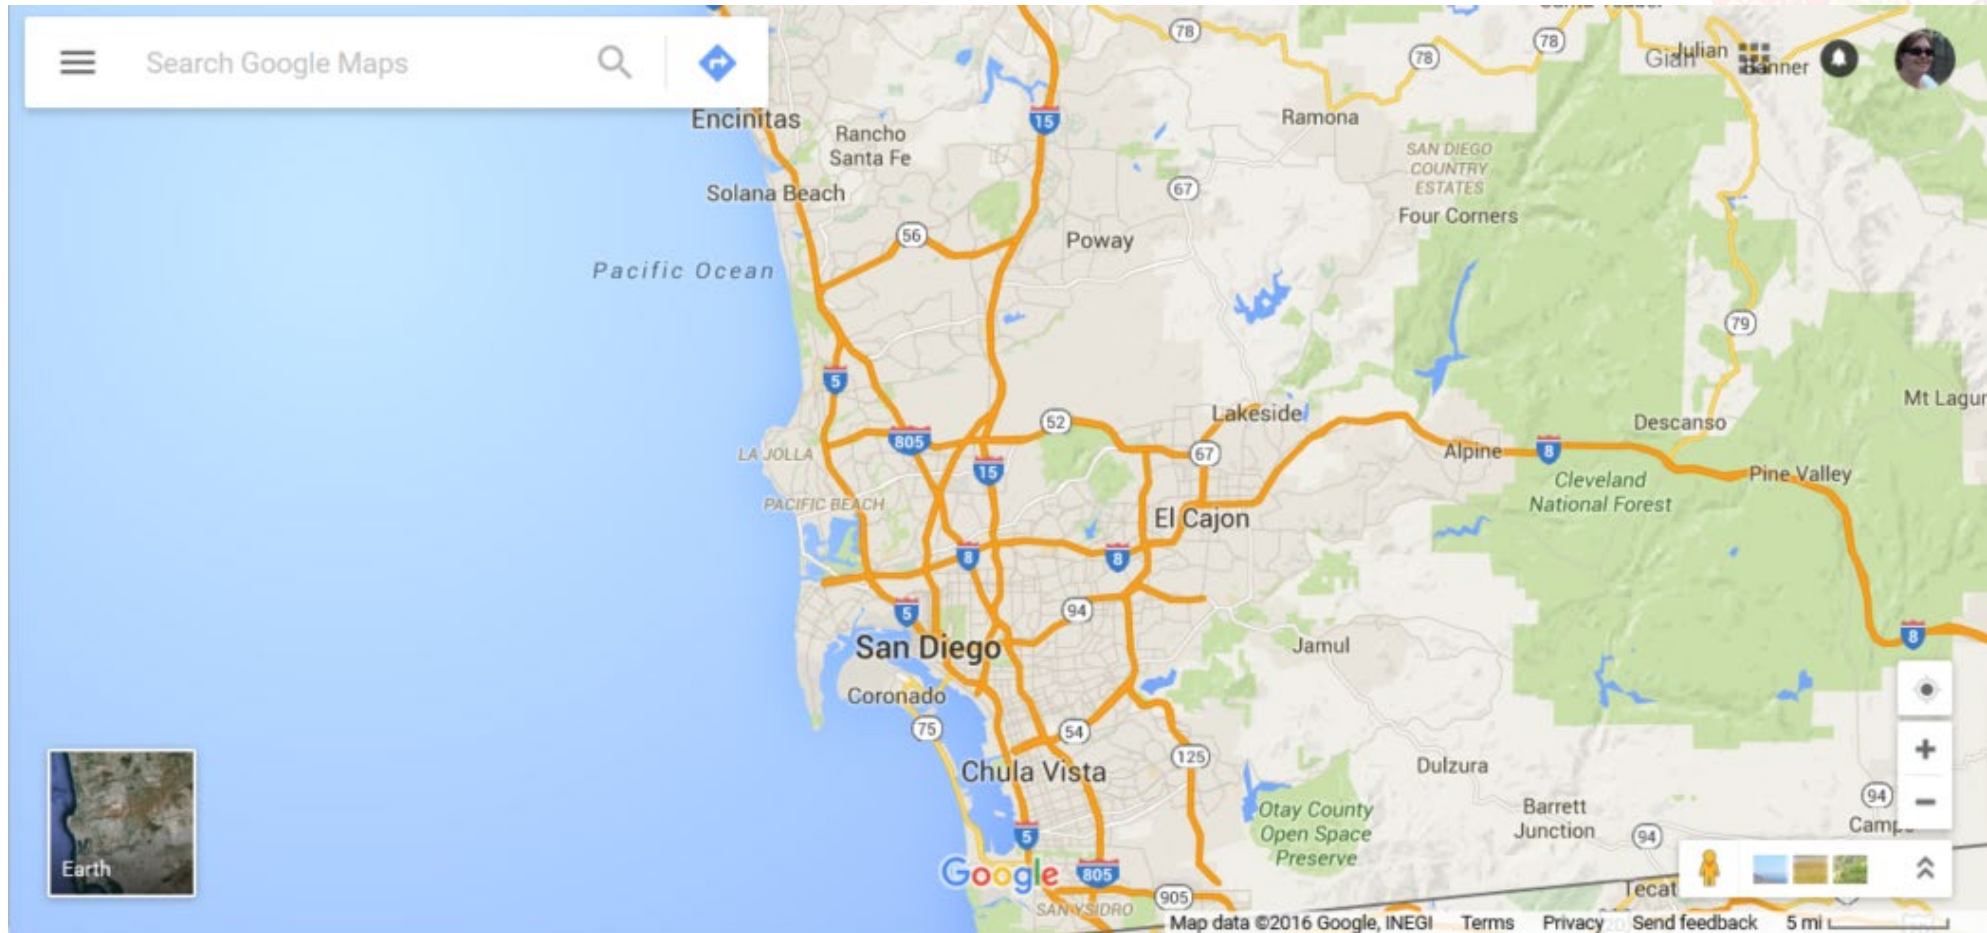 Search Google Maps
78
78
78
Julian
Banner
Encinitas
15
Rancho
Santa Fe
Ramona
SAN DIEGO
COUNTRY
ESTATES
Solana Beach
67
Four Corners
56
Poway
Pacific Ocean
79
5
Mt Lagun
Lakeside
52
Descanso
805
LA JOLLA
67
Alpine
8
15
Pine Valley
Cleveland
National Forest
PACIFIC BEACH
El Cajon
8
8
5
94
8
San Diego
Jamul
Coronado
75
54
125
Chula Vista
Dulzura
94
Camp
Otay County
Open Space
Preserve
Barrett
Junction
94
5
Earth
Google
805
905
Tecat
SAN YSIDRO
Map data ©2016 Google, INEGI Terms Privacy Send feedback 5 mi